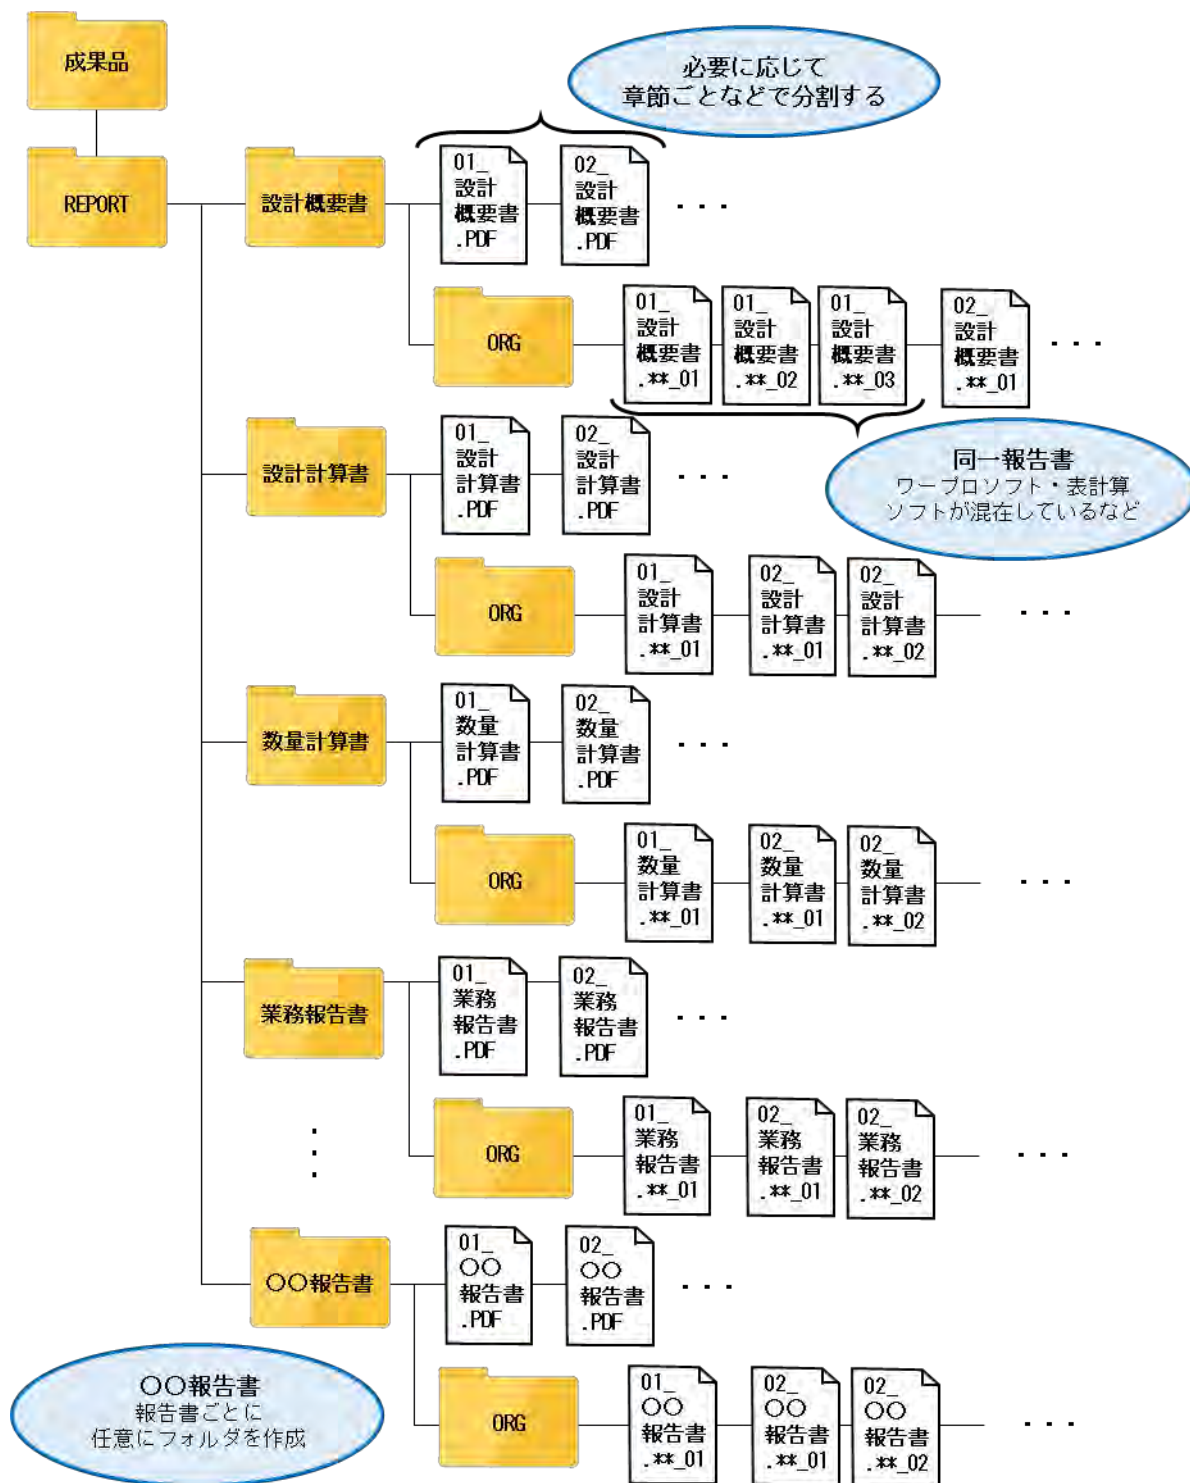 成果品
必要に応じて
章節ごとなどで分割する
REPORT
設計概要書
01_
設計
概要書
.PDF
02_
設計
概要書
.PDF
・・・
ORG
01_
設計
概要書
.**_01
01_
設計
概要書
.**_02
01_
設計
概要書
.**_03
02_
設計
概要書
.**_01
・・・
同一報告書
ワープロソフト・表計算
ソフトが混在しているなど
設計計算書
01_
設計
計算書
.PDF
02_
設計
計算書
.PDF
・・・
ORG
01_
設計
計算書
.**_01
02_
設計
計算書
.**_01
02_
設計
計算書
.**_02
・・・
数量計算書
01_
数量
計算書
.PDF
02_
数量
計算書
.PDF
・・・
ORG
01_
数量
計算書
.**_01
02_
数量
計算書
.**_01
02_
数量
計算書
.**_02
・・・
業務報告書
01_
業務
報告書
.PDF
02_
業務
報告書
.PDF
・・・
ORG
01_
業務
報告書
.**_01
02_
業務
報告書
.**_01
02_
業務
報告書
.**_02
・・・
〇〇報告書
01_
〇〇
報告書
.PDF
02_
〇〇
報告書
.PDF
・・・
ORG
01_
〇〇
報告書
.**_01
02_
〇〇
報告書
.**_01
02_
〇〇
報告書
.**_02
・・・
〇〇報告書
報告書ごとに
任意にフォルダを作成